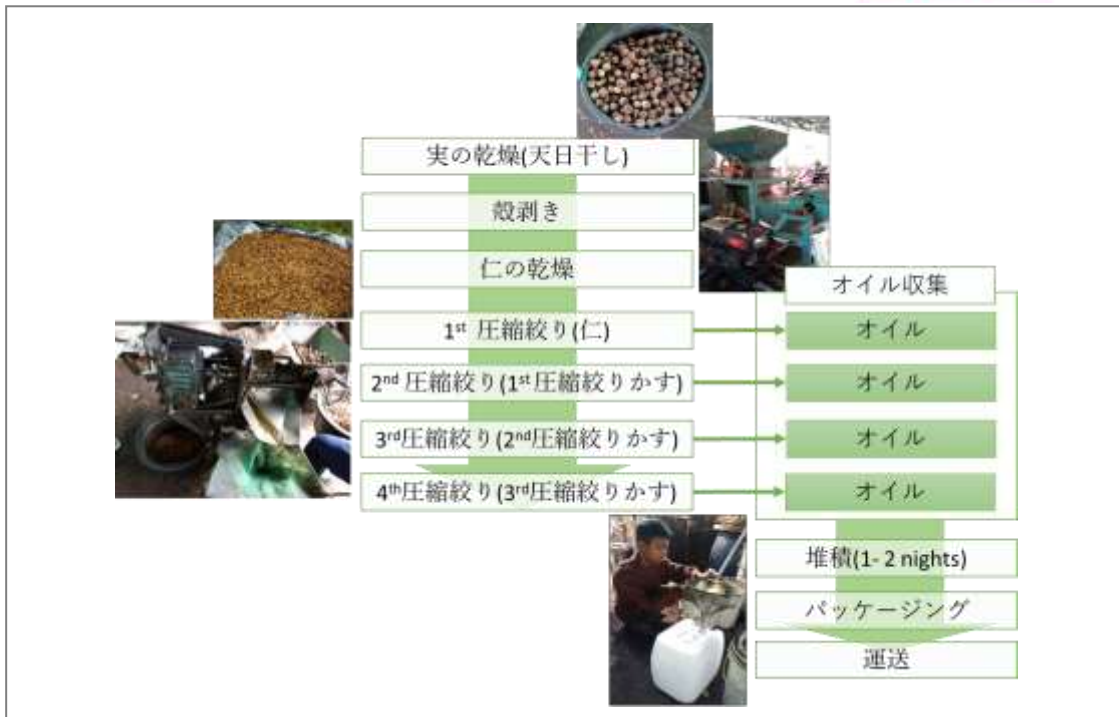 実の乾燥(天日干し)
殻剥き
仁の乾燥
1st 圧縮絞り(仁)
2nd 圧縮絞り(1st圧縮絞りかす)
3rd圧縮絞り(2nd圧縮絞りかす)
4th圧縮絞り(3rd圧縮絞りかす)
オイル収集
オイル
オイル
オイル
オイル
堆積(1- 2 nights)
パッケージング
運送